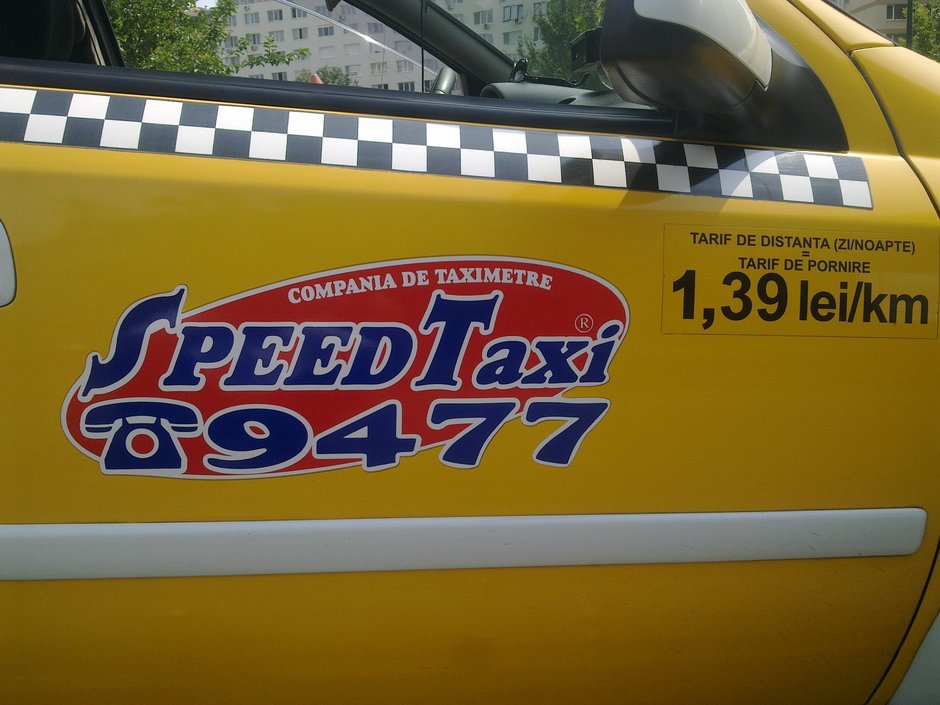 COMPANIA DE TAXIMETRE
SPEED TAXI ®
9477
TARIF DE DISTANTA (ZI/NOAPTE)
=
TARIF DE PORNIRE
1,39 lei/km